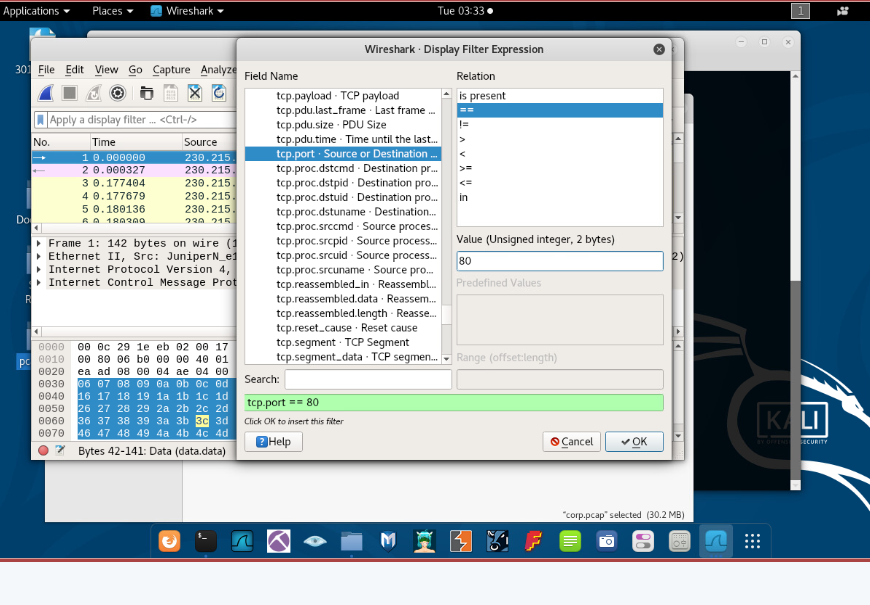 Applications Places Wireshark Tue 03:33 1
Wireshark · Display Filter Expression
File Edit View Go Capture Analyze
Apply a display filter ... <Ctrl-/>
No. Time Source
1 0.000000 230.215.
2 0.000327 230.215.
3 0.177404 230.215.
4 0.177679 230.215.
5 0.180136 230.215.
6 0.180309 230.215.
Frame 1: 142 bytes on wire (1
Ethernet II, Src: JuniperN_e1
2)
Internet Protocol Version 4,
Internet Control Message Prot
0000 00 0c 29 1e eb 02 00 17
0010 00 80 06 b0 00 00 40 01
0020 ea ad 08 00 04 ae 04 00
0030 06 07 08 09 0a 0b 0c 0d
0040 16 17 18 19 1a 1b 1c 1d
0050 26 27 28 29 2a 2b 2c 2d
0060 36 37 38 39 3a 3b 3c 3d
0070 46 47 48 49 4a 4b 4c 4d
Bytes 42-141: Data (data.data)
Field Name
tcp.payload · TCP payload
tcp.pdu.last_frame · Last frame ...
tcp.pdu.size · PDU Size
tcp.pdu.time · Time until the last...
tcp.port · Source or Destination ...
tcp.proc.dstcmd · Destination pr...
tcp.proc.dstpid · Destination pro...
tcp.proc.dstuid · Destination pro...
tcp.proc.dstuname · Destination...
tcp.proc.srccmd · Source proces...
tcp.proc.srcpid · Source process...
tcp.proc.srcuid · Source process...
tcp.proc.srcuname · Source pro...
tcp.reassembled_in · Reassembl...
tcp.reassembled.data · Reassem...
tcp.reassembled.length · Reasse...
tcp.reset_cause · Reset cause
tcp.segment · TCP Segment
tcp.segment_data · TCP segmen...
Search:
Relation
is present
==
!=
>
<
>=
<=
in
Value (Unsigned integer, 2 bytes)
80
Predefined Values
Range (offset:length)
tcp.port == 80
Click OK to insert this filter
Help Cancel OK
301
Do
R
pc
KALI
BY OFFENSIVE SECURITY
"corp.pcap" selected (30.2 MB)